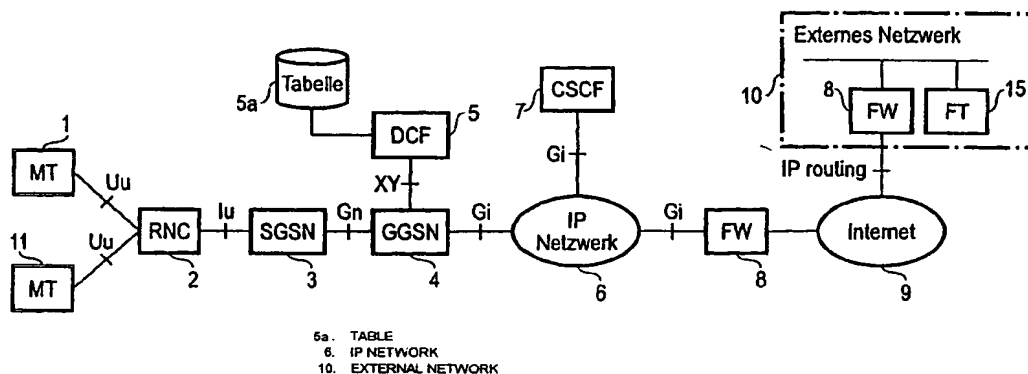 Externes Netzwerk
10
8
FW
15
FT
IP routing
Tabelle
5a
DCF
5
CSCF
7
Gi
XY
1
MT
Uu
11
MT
Uu
RNC
2
Iu
SGSN
3
Gn
GGSN
4
Gi
IP
Netzwerk
6
Gi
FW
8
Internet
9
5a. TABLE
6. IP NETWORK
10. EXTERNAL NETWORK